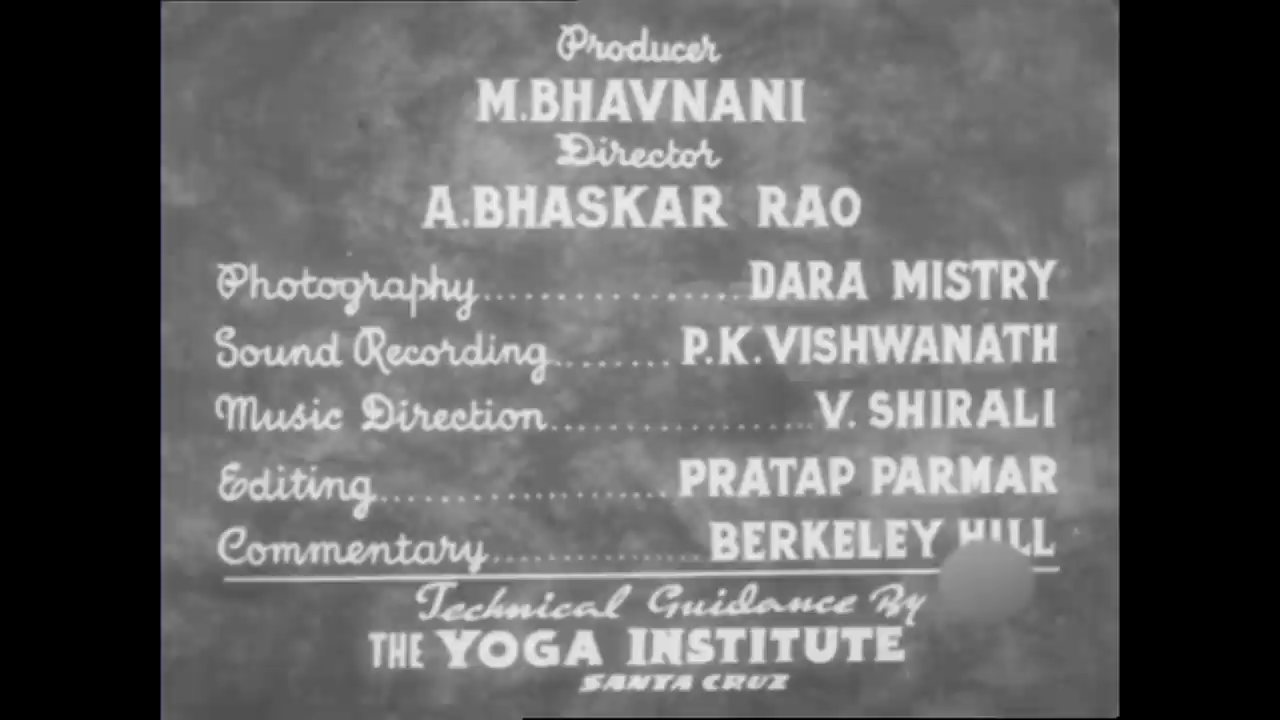 Producer
M.BHAVNANI
Director
A.BHASKAR RAO
Photography................DARA MISTRY
Sound Recording........P.K.VISHWANATH
Music Direction................V. SHIRALI
Editing..................PRATAP PARMAR
Commentary.............BERKELEY HILL
Technical Guidance By
THE YOGA INSTITUTE
SANTA CRUZ